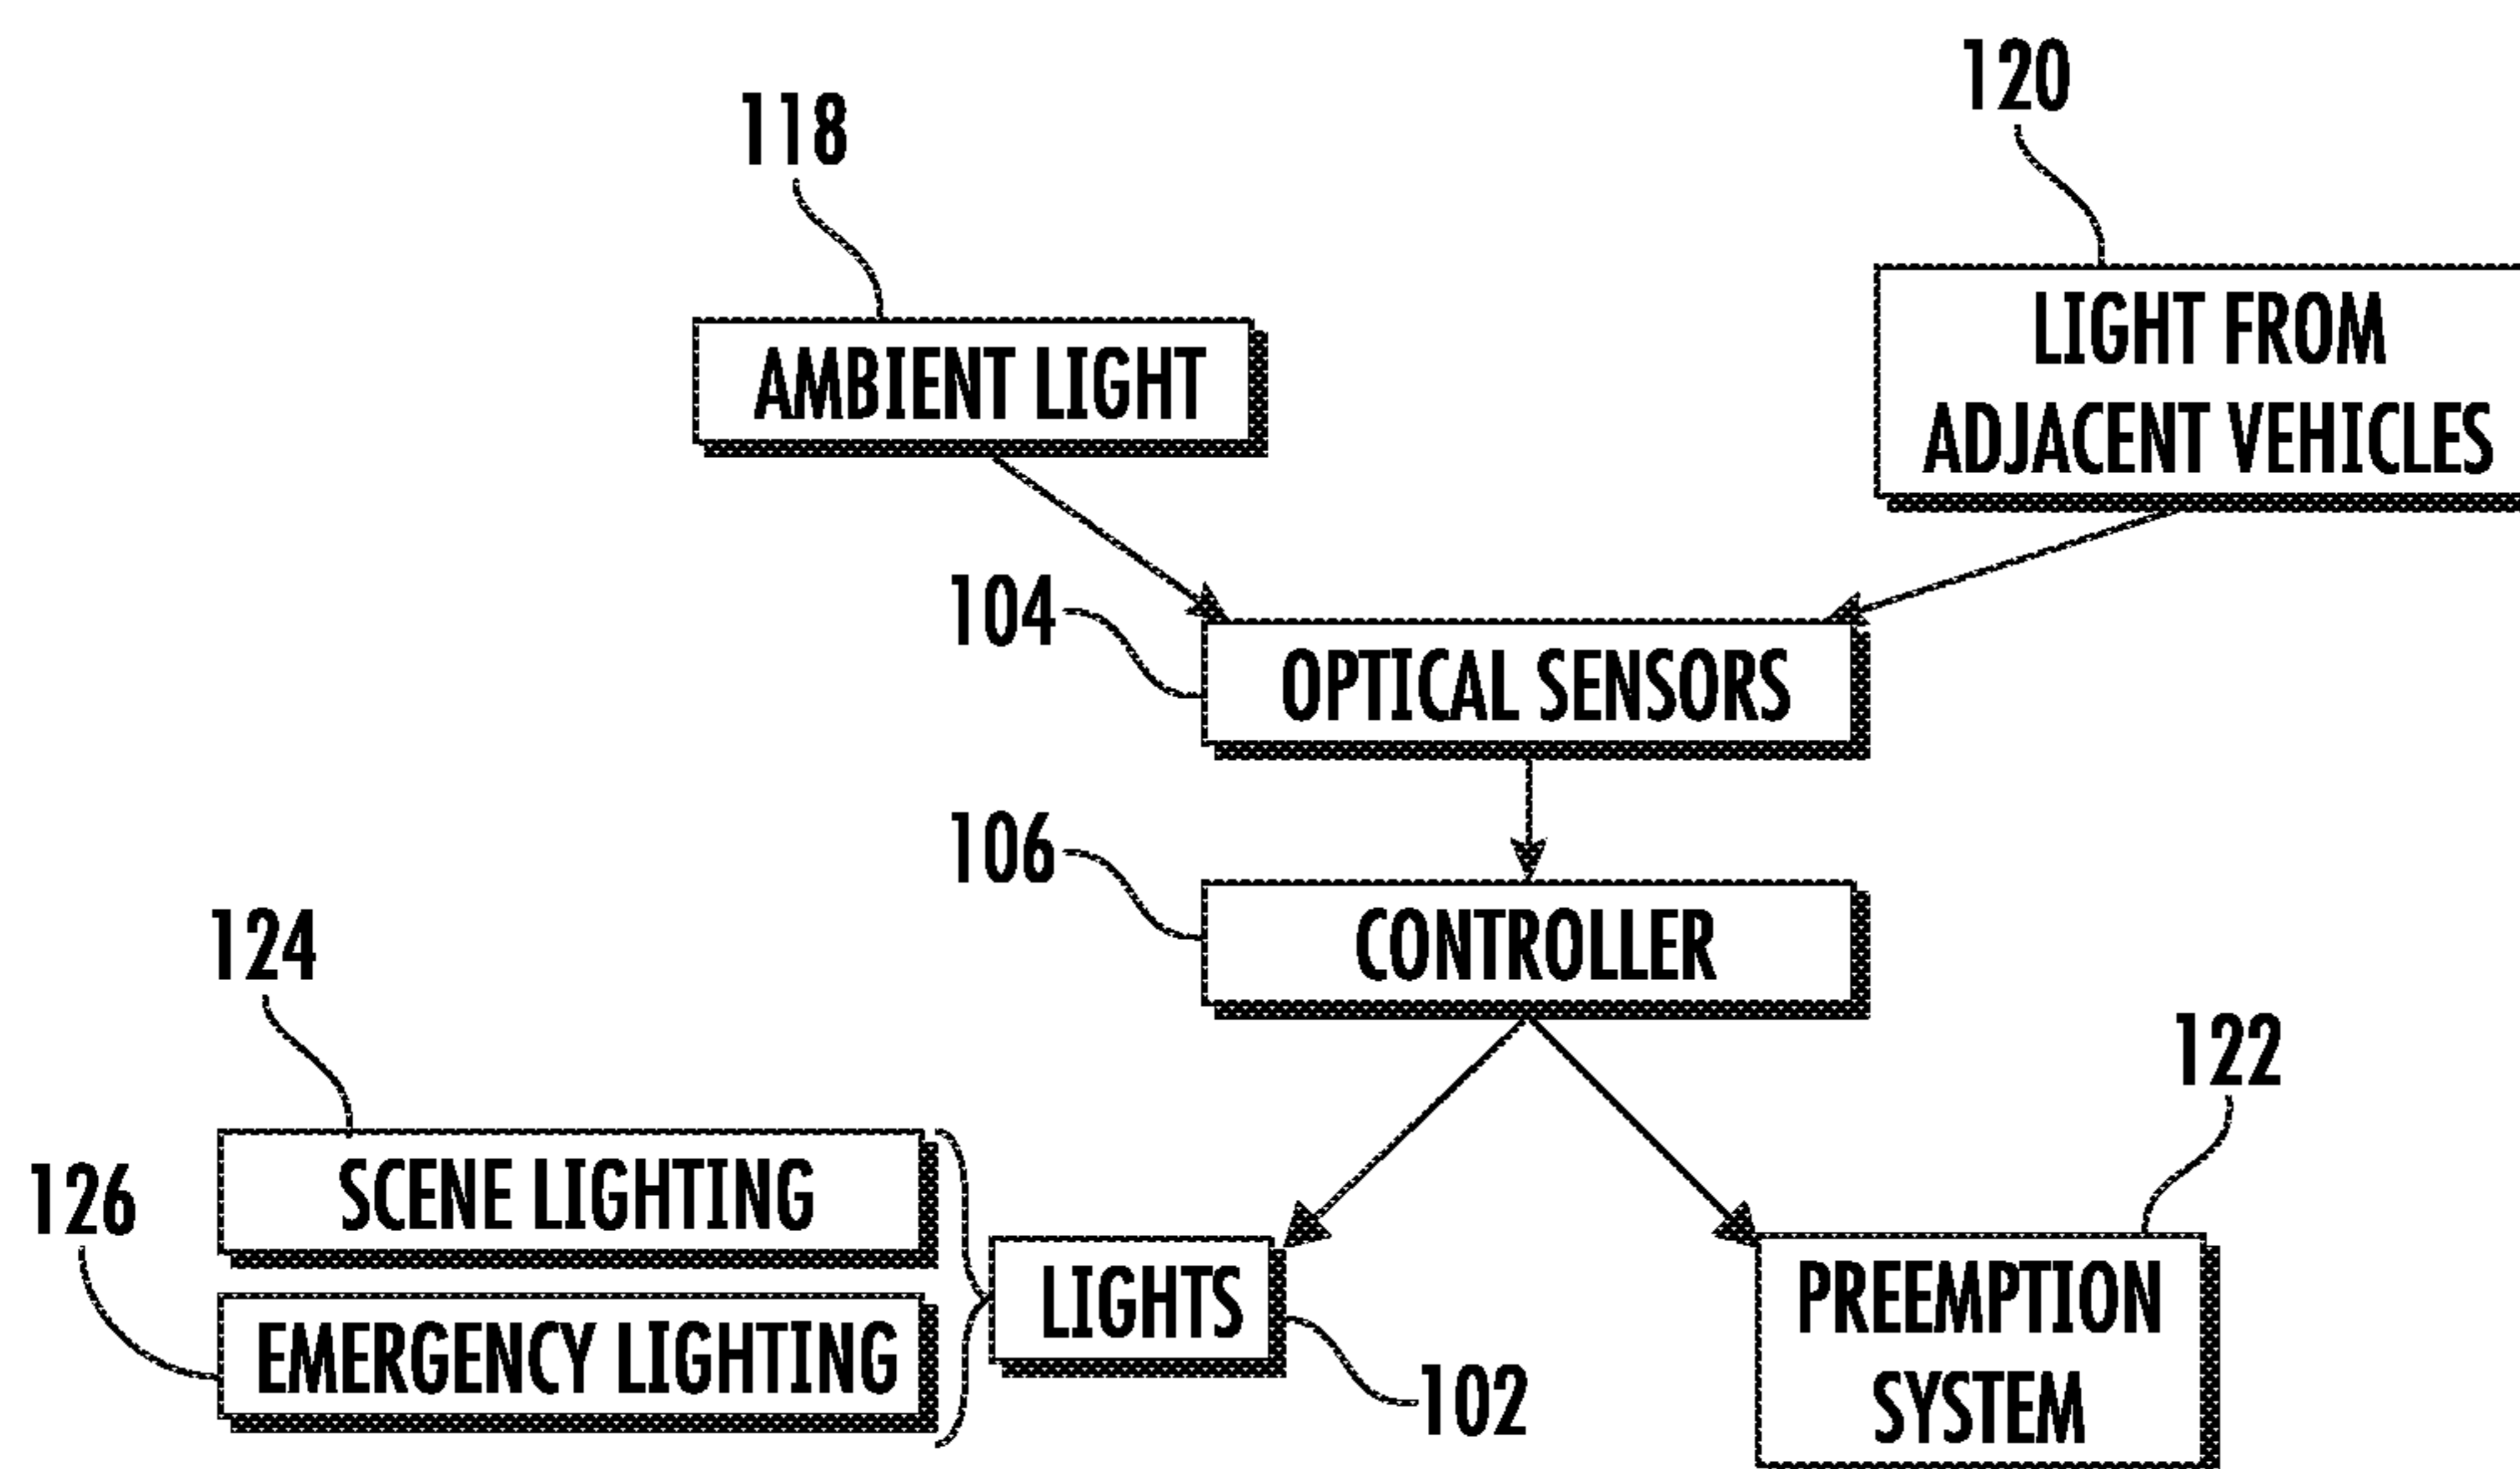 120
118
LIGHT FROM
ADJACENT VEHICLES
AMBIENT LIGHT
104
OPTICAL SENSORS
106
CONTROLLER
124
122
SCENE LIGHTING
126
EMERGENCY LIGHTING
LIGHTS
102
PREEMPTION
SYSTEM